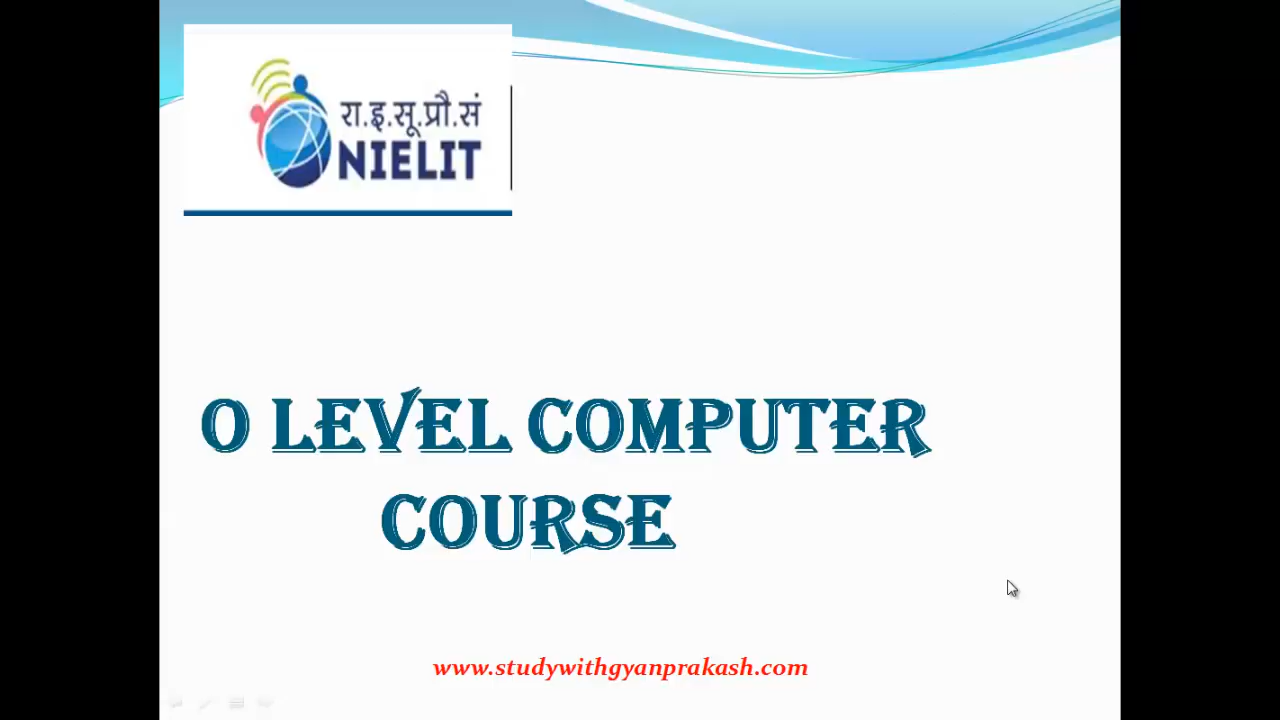 रा.इ.सू.प्रौ.सं
NIELIT
O LEVEL COMPUTER
COURSE
www.studywithgyanprakash.com